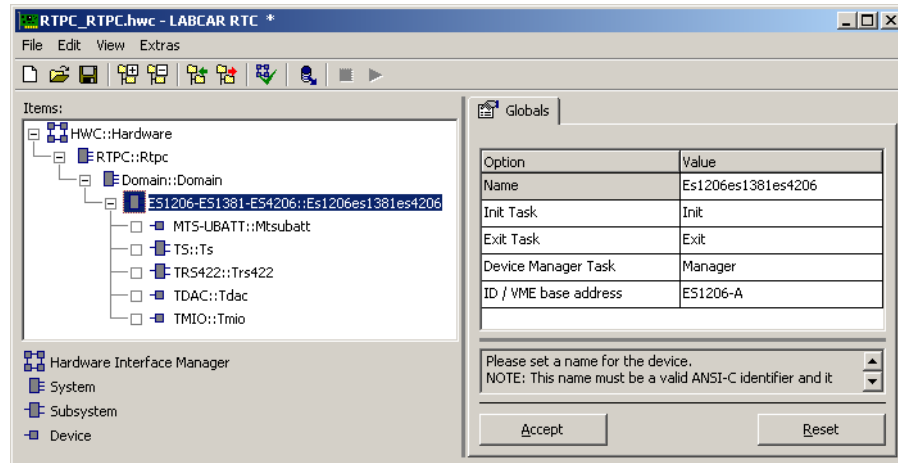 RTPC_RTPC.hwc - LABCAR RTC *
File Edit View Extras
Items:
HWC::Hardware
RTPC::Rtpc
Domain::Domain
ES1206-ES1381-ES4206::Es1206es1381es4206
MTS-UBATT::Mtsubatt
TS::Ts
TRS422::Trs422
TDAC::Tdac
TMIO::Tmio
Hardware Interface Manager
System
Subsystem
Device
Globals
Option Value
Name Es1206es1381es4206
Init Task Init
Exit Task Exit
Device Manager Task Manager
ID / VME base address ES1206-A
Please set a name for the device.
NOTE: This name must be a valid ANSI-C identifier and it
Accept Reset